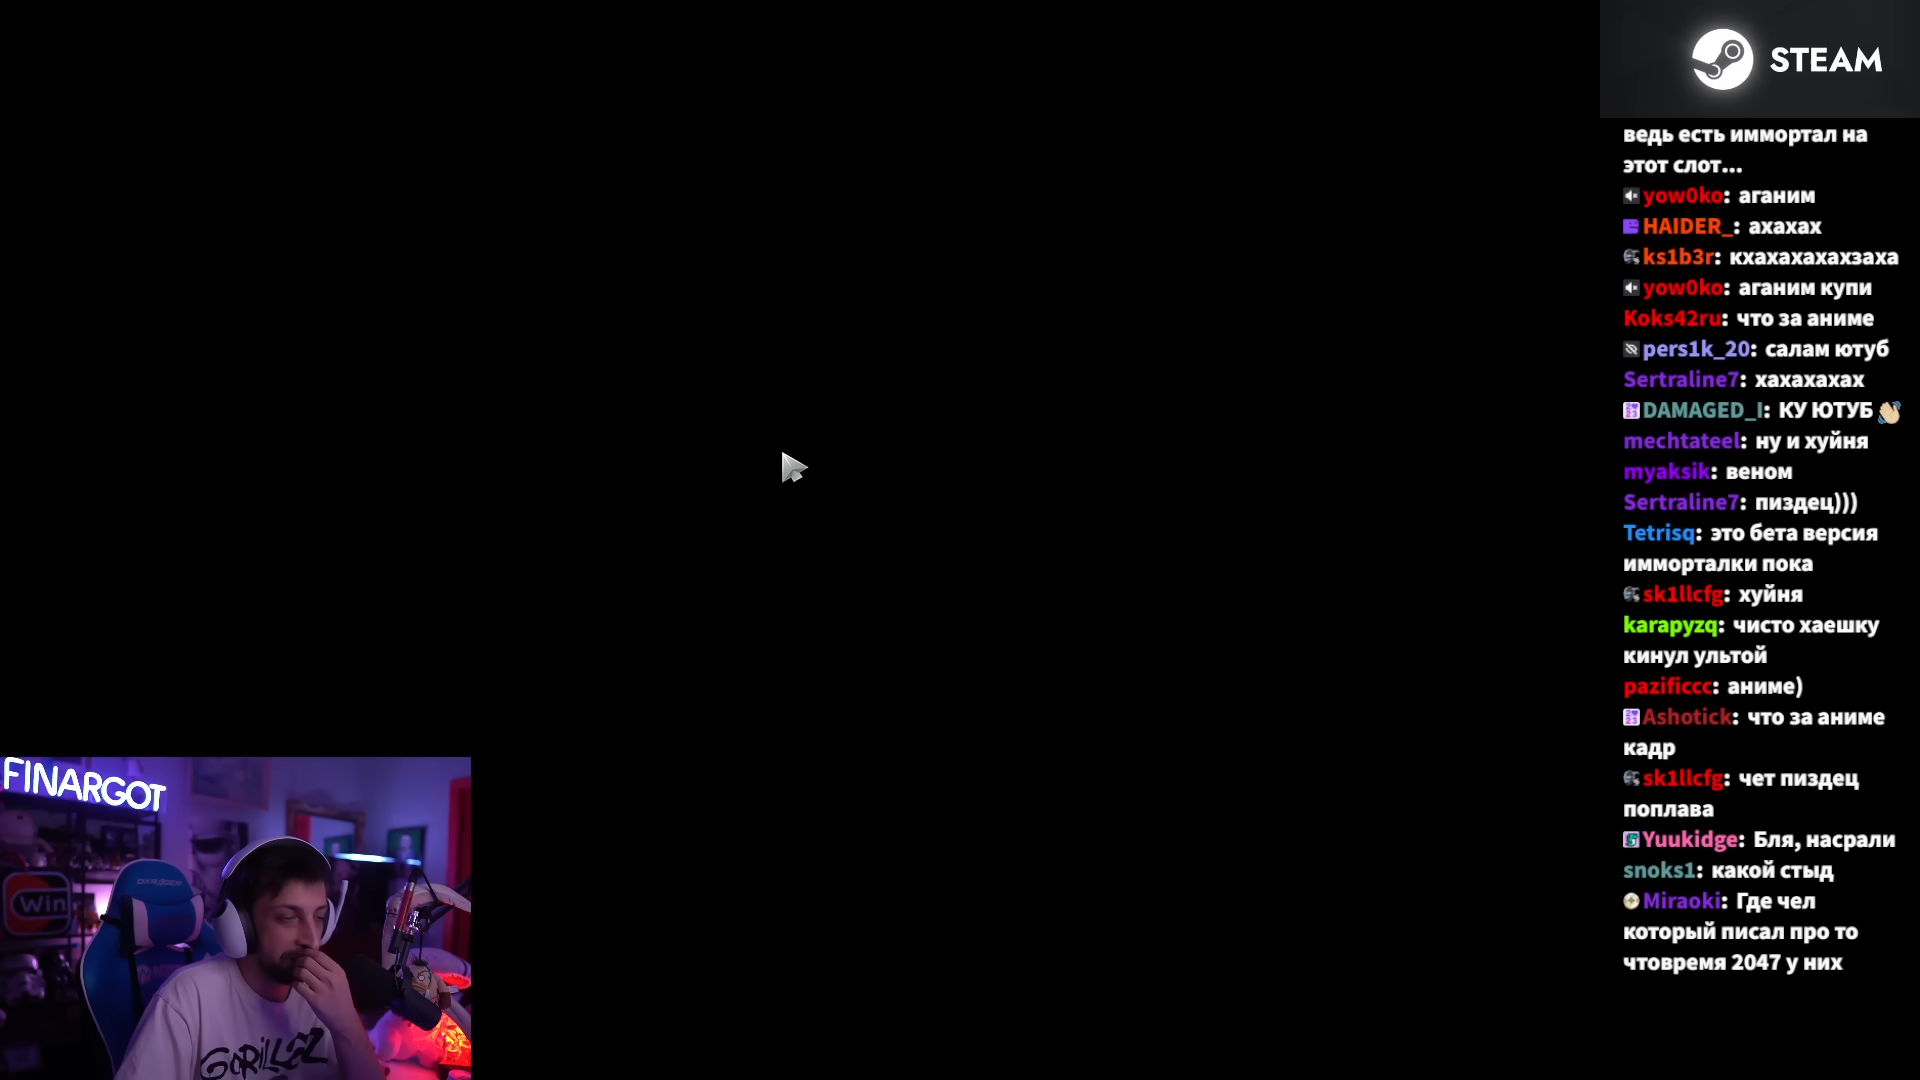 STEAM
ведь есть иммортал на
этот слот...
yow0ko: аганим
HAIDER_: ахахах
ks1b3r: кхахахахахзаха
yow0ko: аганим купи
Koks42ru: что за аниме
pers1k_20: салам ютуб
Sertraline7: хахахахах
DAMAGED_I: КУ ЮТУБ
mechtateel: ну и хуйня
myaksik: веном
Sertraline7: пиздец)))
Tetrisq: это бета версия
имморталки пока
sk1llcfg: хуйня
karapyzq: чисто хаешку
кинул ультой
pazificcc: аниме)
Ashotick: что за аниме
кадр
sk1llcfg: чет пиздец
поплава
Yuukidge: Бля, насрали
snoks1: какой стыд
Miraoki: Где чел
который писал про то
чтовремя 2047 у них
FINARGOT
DXRACER
Win
GORILLAZ